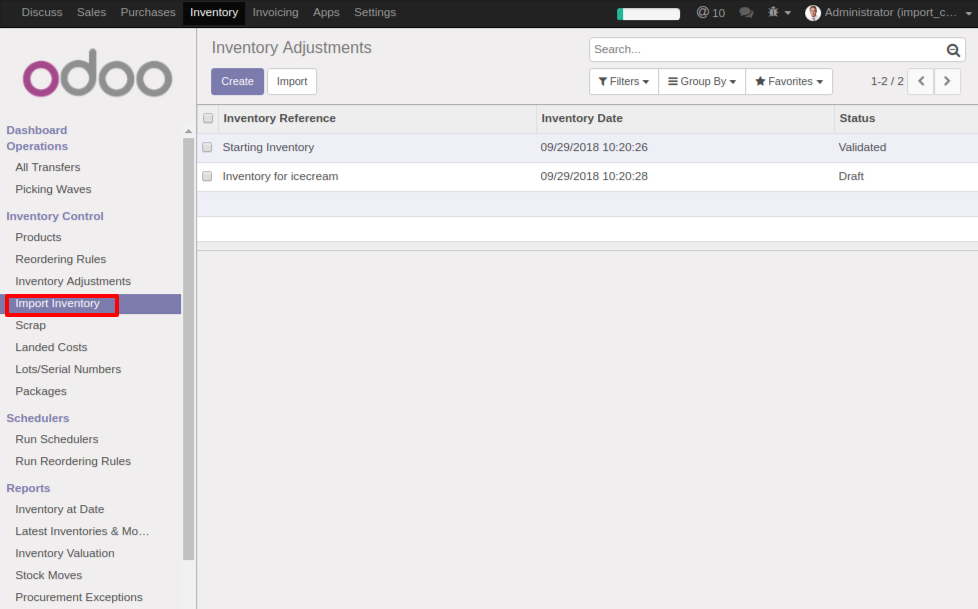 Discuss Sales Purchases Inventory Invoicing Apps Settings @ 10 Administrator (import_c...
odoo
Inventory Adjustments
Search...
Create Import
Filters Group By Favorites 1-2 / 2
Inventory Reference Inventory Date Status
Starting Inventory 09/29/2018 10:20:26 Validated
Inventory for icecream 09/29/2018 10:20:28 Draft
Dashboard
Operations
All Transfers
Picking Waves
Inventory Control
Products
Reordering Rules
Inventory Adjustments
Import Inventory
Scrap
Landed Costs
Lots/Serial Numbers
Packages
Schedulers
Run Schedulers
Run Reordering Rules
Reports
Inventory at Date
Latest Inventories & Mo...
Inventory Valuation
Stock Moves
Procurement Exceptions